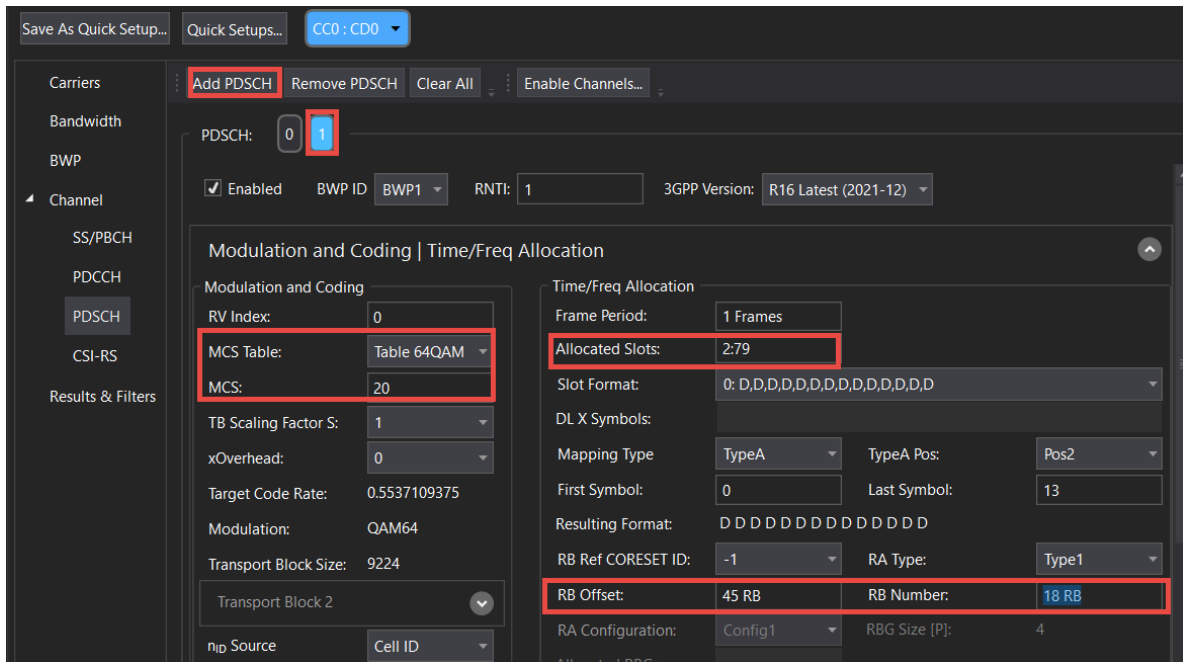 Save As Quick Setup... Quick Setups... CC0 : CD0
Carriers
Bandwidth
BWP
Channel
SS/PBCH
PDCCH
PDSCH
CSI-RS
Results & Filters
Add PDSCH Remove PDSCH Clear All Enable Channels...
PDSCH: 0 1
Enabled BWP ID BWP1 RNTI: 1 3GPP Version: R16 Latest (2021-12)
Modulation and Coding | Time/Freq Allocation
Modulation and Coding
RV Index: 0
MCS Table: Table 64QAM
MCS: 20
TB Scaling Factor S: 1
xOverhead: 0
Target Code Rate: 0.5537109375
Modulation: QAM64
Transport Block Size: 9224
Transport Block 2
nID Source Cell ID
Time/Freq Allocation
Frame Period: 1 Frames
Allocated Slots: 2:79
Slot Format: 0: D,D,D,D,D,D,D,D,D,D,D,D,D,D
DL X Symbols:
Mapping Type TypeA TypeA Pos: Pos2
First Symbol: 0 Last Symbol: 13
Resulting Format: D D D D D D D D D D D D D D
RB Ref CORESET ID: -1 RA Type: Type1
RB Offset: 45 RB RB Number: 18 RB
RA Configuration: Config1 RBG Size [P]: 4